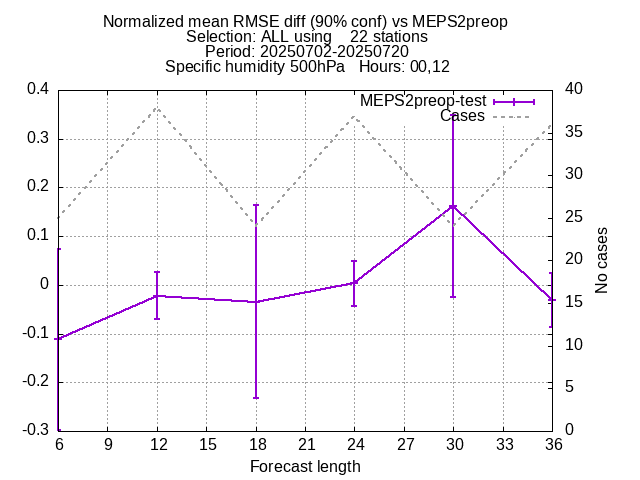 Normalized mean RMSE diff (90% conf) vs MEPS2preop
Selection: ALL using    22 stations
Period: 20250702-20250720
Specific humidity 500hPa   Hours: 00,12
MEPS2preop-test
Cases
0.4
0.3
0.2
0.1
0
-0.1
-0.2
-0.3
40
35
30
25
20
15
10
5
0
No cases
6 9 12 15 18 21 24 27 30 33 36
Forecast length